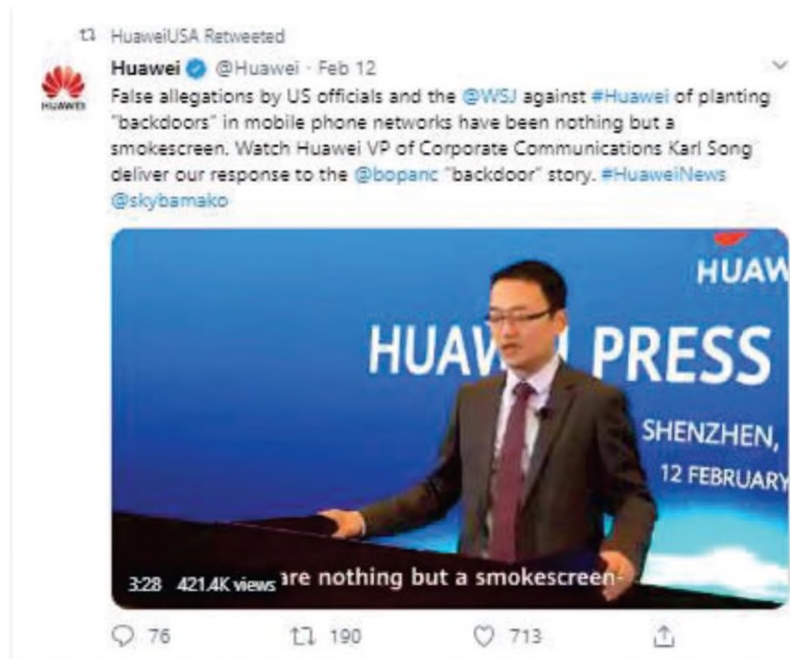 HuaweiUSA Retweeted
Huawei @Huawei · Feb 12
HUAWEI
False allegations by US officials and the @WSJ against #Huawei of planting
"backdoors" in mobile phone networks have been nothing but a
smokescreen. Watch Huawei VP of Corporate Communications Karl Song
deliver our response to the @bopanc "backdoor" story. #HuaweiNews
@skybamako
HUAW
HUAW PRESS
SHENZHEN,
12 FEBRUARY
3:28 421.4K views are nothing but a smokescreen-
76 190 713